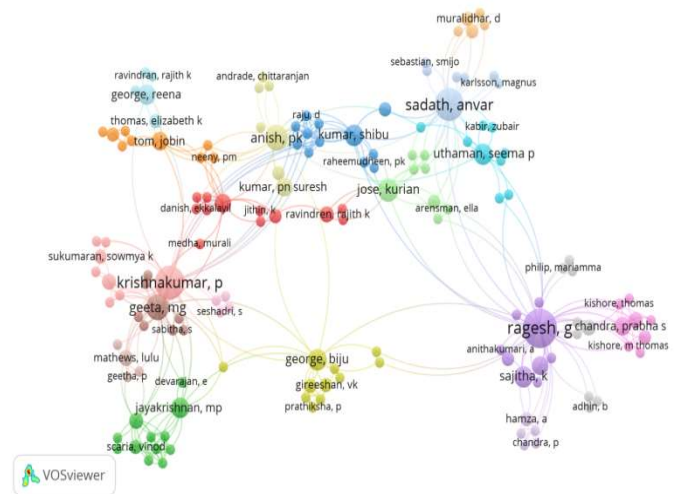 muralidhar, d
sebastian, smijo
ravindran, rajith k
andrade, chittaranjan
karlsson, magnus
george, reena
sadath, anvar
thomas, elizabeth k
raju d
kabir, zubair
tom, jobin
anish, pk
kumar, shibu
neeny, pm
raheemudheen, pk
uthaman, seema p
kumar, pn suresh
jose, kurian
danish, ekkalayil
jithin, k
ravindren, rajith k
arensman, ella
medha, murali
sukumaran, sowmya k
philip, mariamma
krishnakumar, p
geeta, mg
seshadri, s
kishore, thomas
sabitha, s
ragesh, g
chandra, prabha s
anithakumari, a
kishore, m thomas
mathews, lulu
george, biju
geetha, p
devarajan, e
gireeshan, vk
sajitha, k
jayakrishnan, mp
prathiksha, p
adhin, b
hamza, a
scaria, vinod
chandra, p
VOSviewer